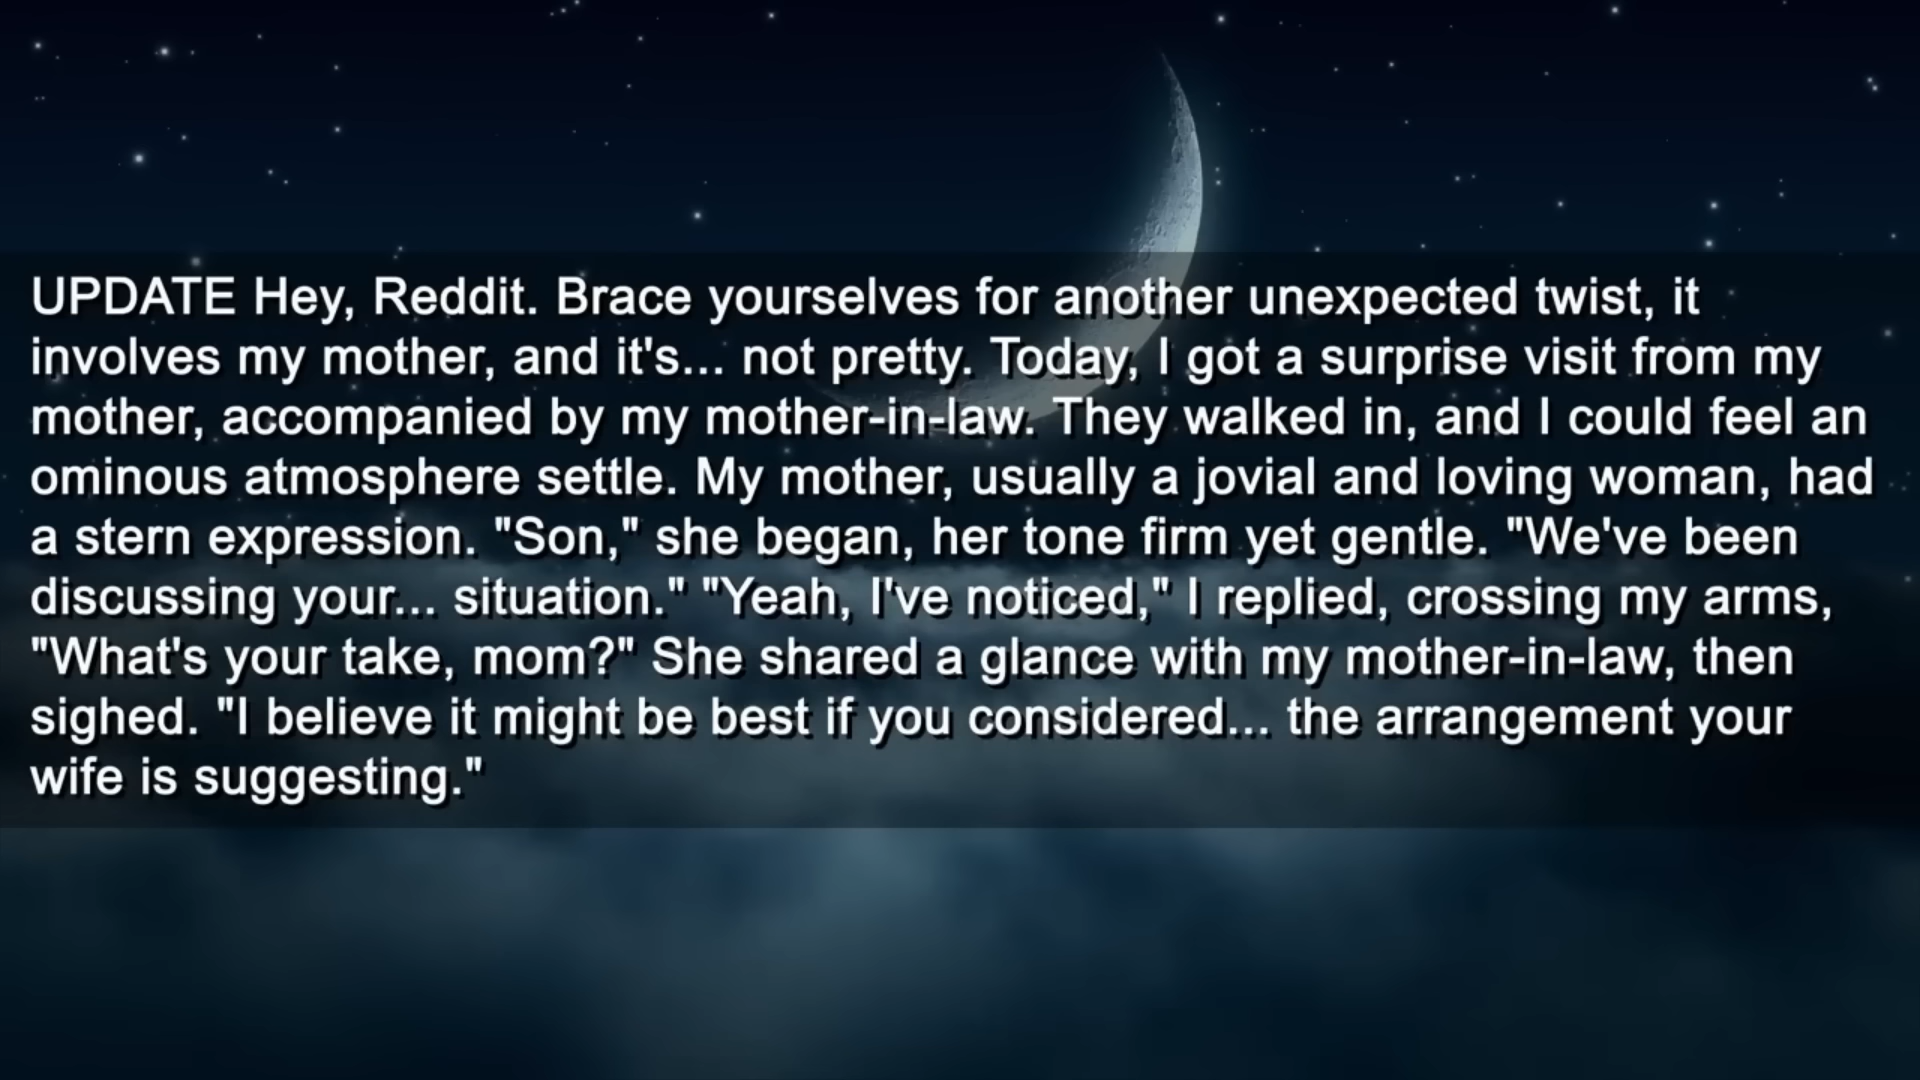 UPDATE Hey, Reddit. Brace yourselves for another unexpected twist, it
involves my mother, and it's... not pretty. Today, I got a surprise visit from my
mother, accompanied by my mother-in-law. They walked in, and I could feel an
ominous atmosphere settle. My mother, usually a jovial and loving woman, had
a stern expression. "Son," she began, her tone firm yet gentle. "We've been
discussing your... situation." "Yeah, I've noticed," I replied, crossing my arms,
"What's your take, mom?" She shared a glance with my mother-in-law, then
sighed. "I believe it might be best if you considered... the arrangement your
wife is suggesting."